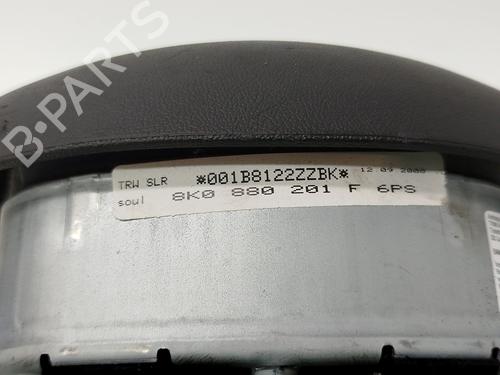 B-PARTS
TRW SLR *001B8122ZZBK* 12.09.2008
soul 8K0 880 201 F 6PS